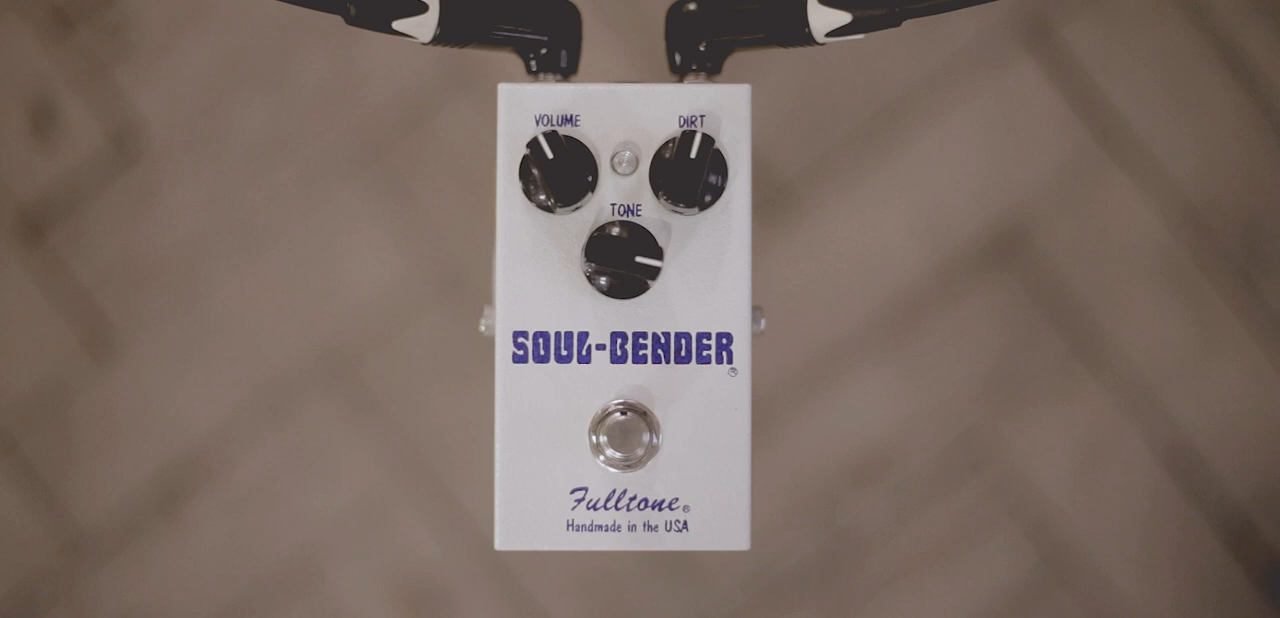 VOLUME
DIRT
TONE
SOUL-BENDER®
Fulltone®
Handmade in the USA